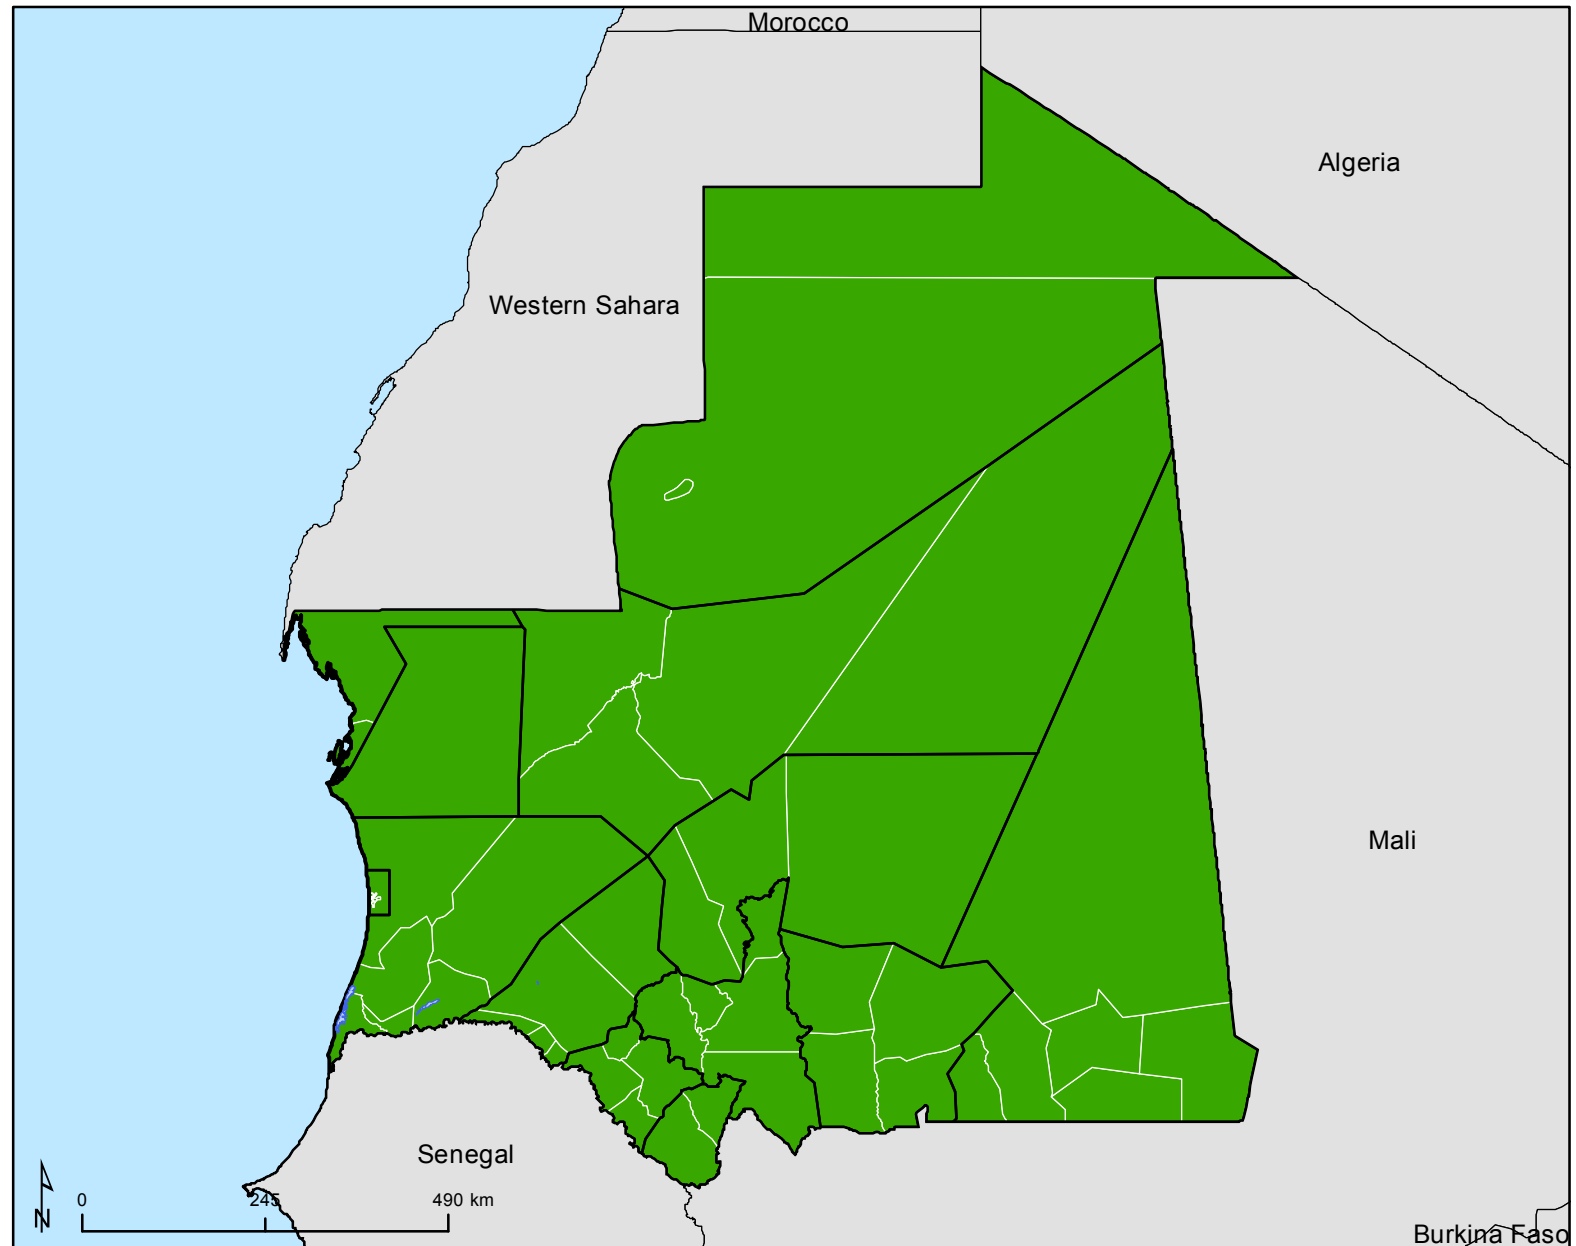 Morocco
Algeria
Western Sahara
Mali
Senegal
0 245 490 km
N
Burkina Faso